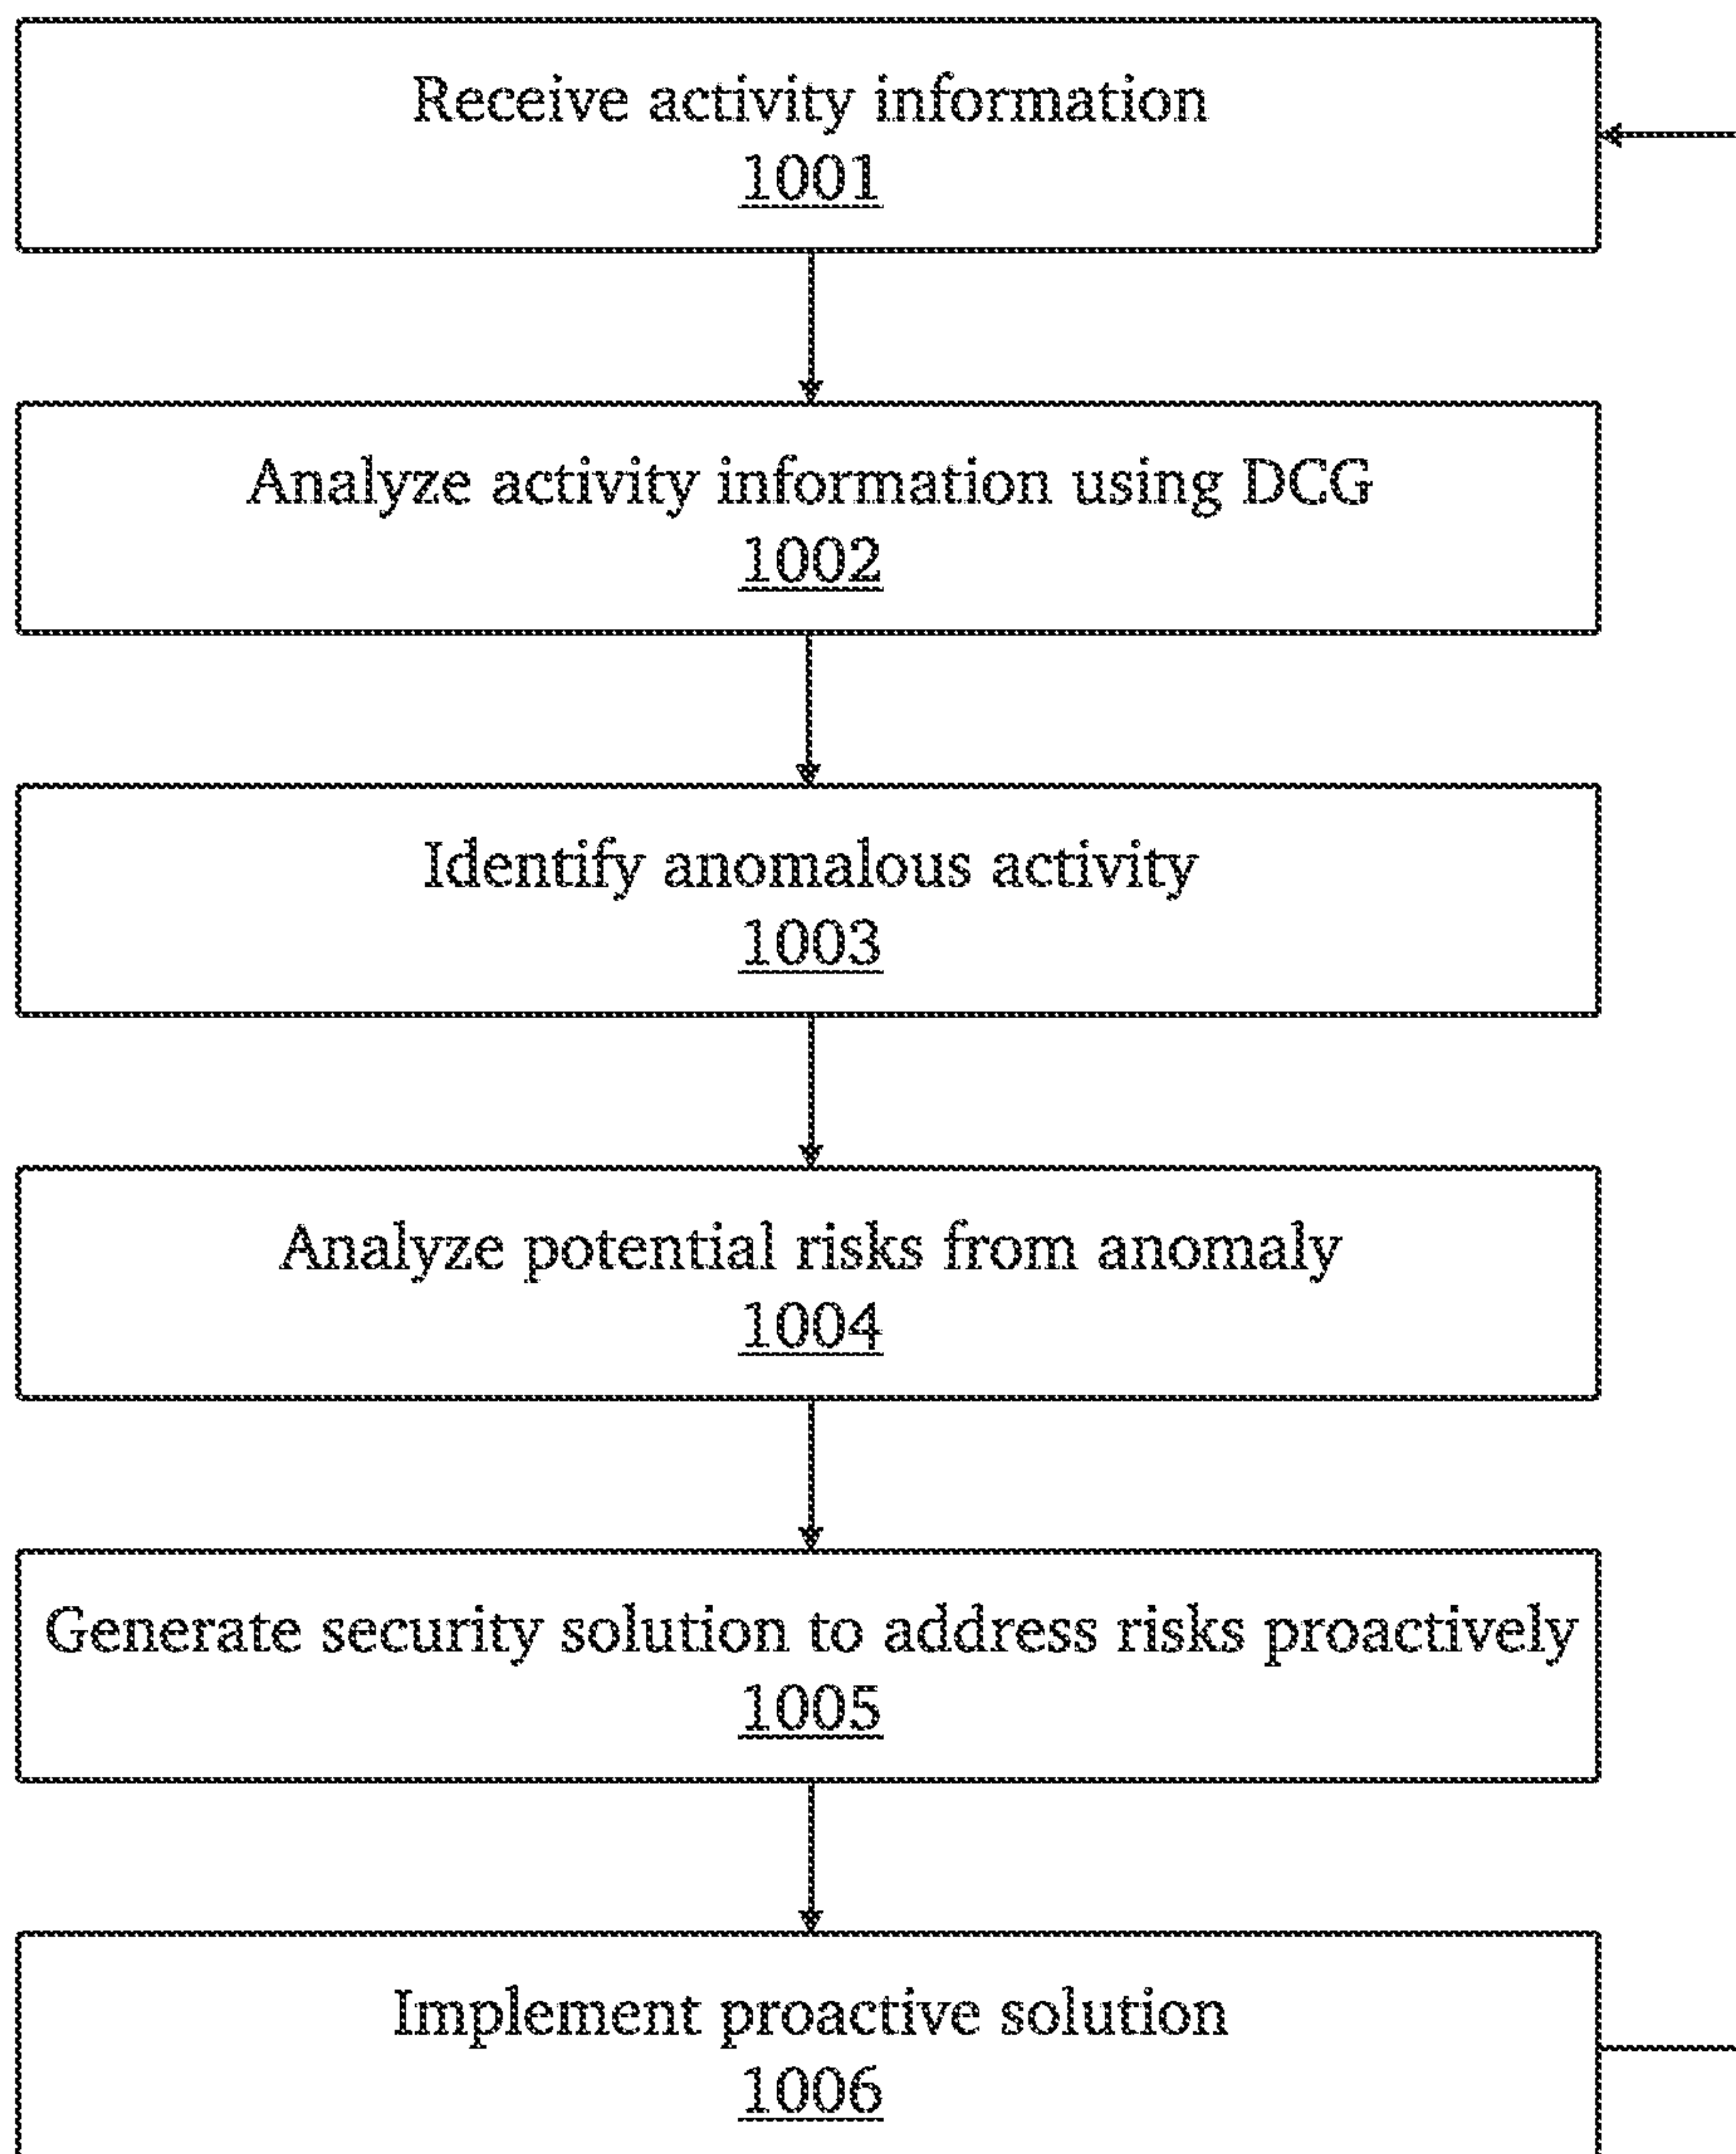 Receive activity information
1001
Analyze activity information using DCG
1002
Identify anomalous activity
1003
Analyze potential risks from anomaly
1004
Generate security solution to address risks proactively
1005
Implement proactive solution
1006